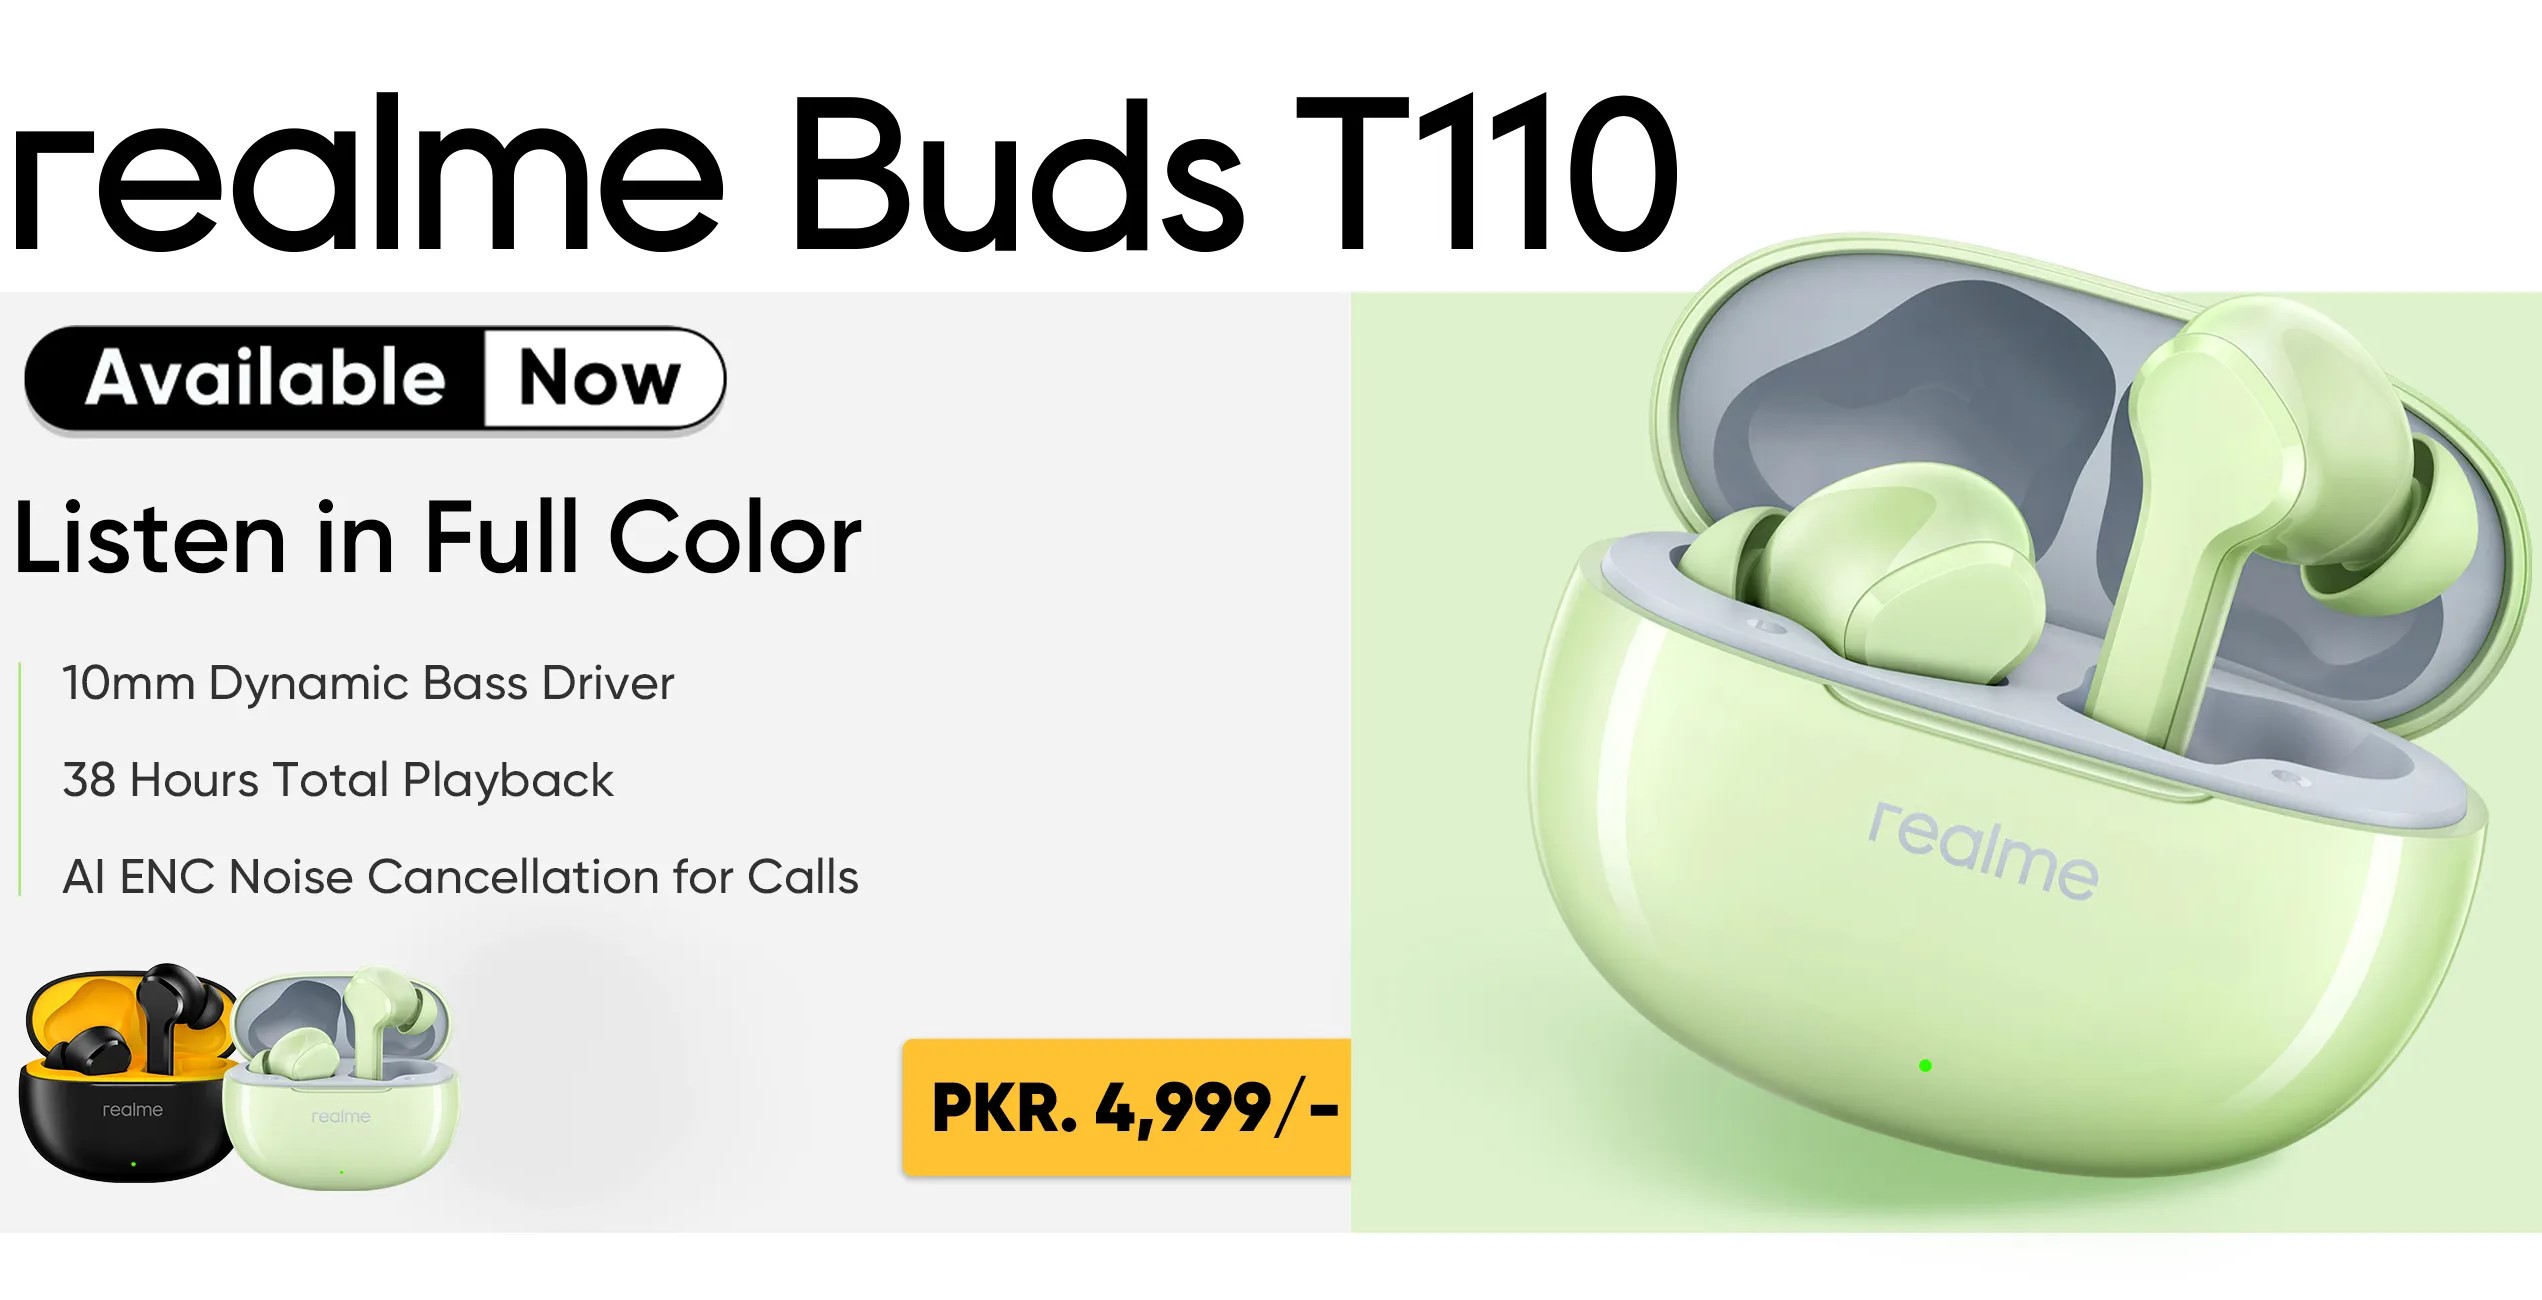 realme Buds T110
Available Now
Listen in Full Color
10mm Dynamic Bass Driver
38 Hours Total Playback
AI ENC Noise Cancellation for Calls
realme
realme
PKR. 4,999/-
realme